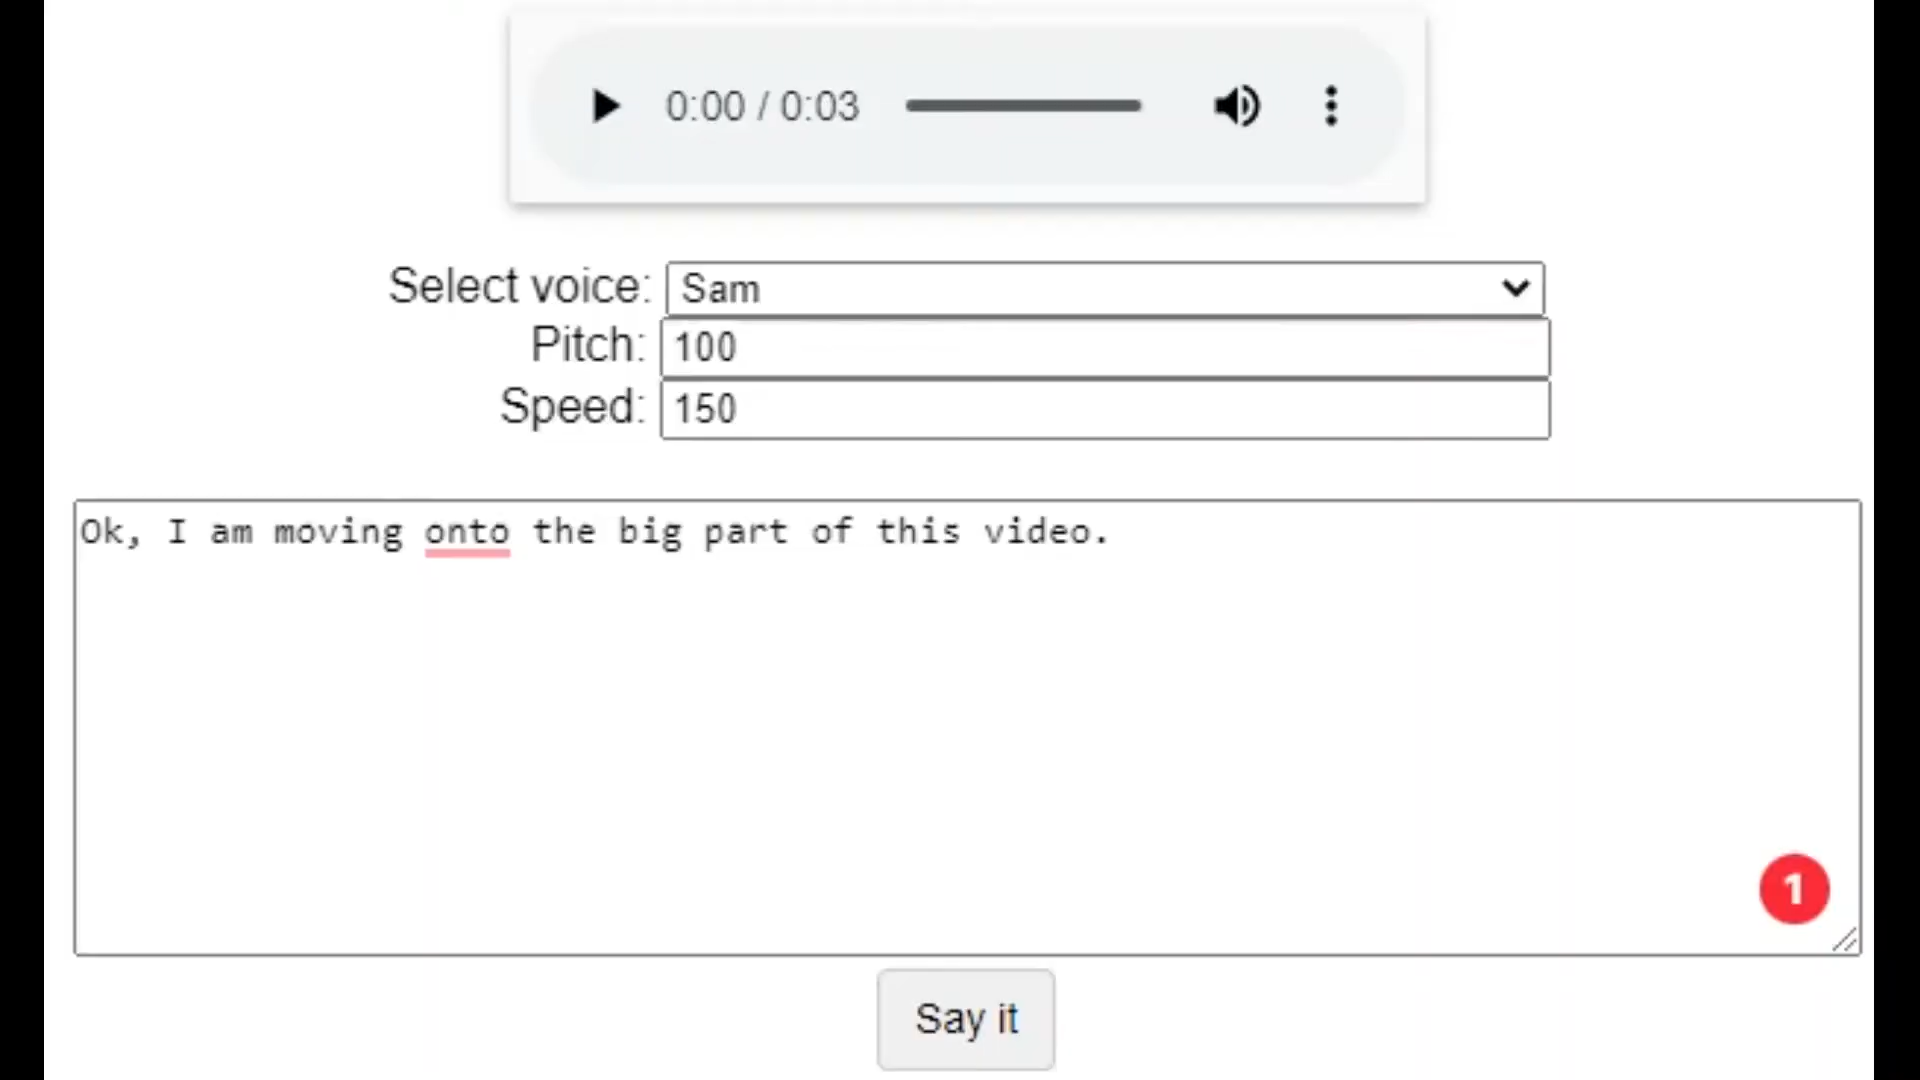 0:00 / 0:03
Select voice: Sam
Pitch: 100
Speed: 150
Ok, I am moving onto the big part of this video.
1
Say it